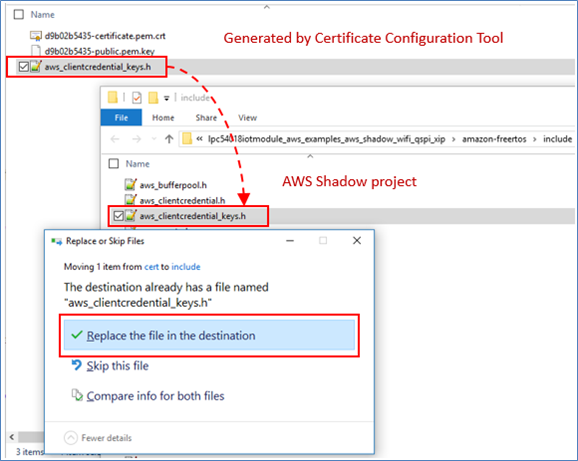 Name
d9b02b5435-certificate.pem.crt
Generated by Certificate Configuration Tool
d9b02b5435-public.pem.key
aws_clientcredential_keys.h
include
File
Home
Share
View
« lpc54018iotmodule_aws_examples_aws_shadow_wifi_qspi_xip › amazon-freertos › include
Name
AWS Shadow project
aws_bufferpool.h
aws_clientcredential.h
aws_clientcredential_keys.h
Replace or Skip Files
Moving 1 item from cert to include
The destination already has a file named
"aws_clientcredential_keys.h"
Replace the file in the destination
Skip this file
Compare info for both files
Fewer details
3 items